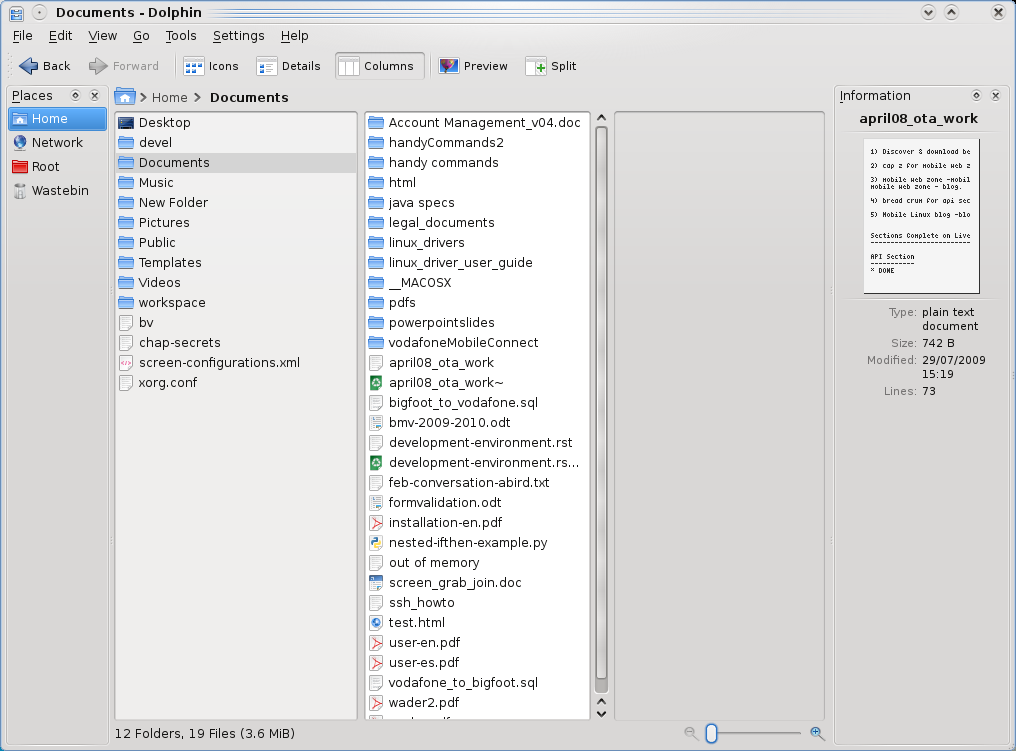 Documents - Dolphin
File Edit View Go Tools Settings Help
Back Forward Icons Details Columns Preview Split
Places
Home
Network
Root
Wastebin
Home Documents
Desktop
devel
Documents
Music
New Folder
Pictures
Public
Templates
Videos
workspace
bv
chap-secrets
screen-configurations.xml
xorg.conf
Account Management_v04.doc
handyCommands2
handy commands
html
java specs
legal_documents
linux_drivers
linux_driver_user_guide
__MACOSX
pdfs
powerpointslides
vodafoneMobileConnect
april08_ota_work
april08_ota_work~
bigfoot_to_vodafone.sql
bmv-2009-2010.odt
development-environment.rst
development-environment.rs...
feb-conversation-abird.txt
formvalidation.odt
installation-en.pdf
nested-ifthen-example.py
out of memory
screen_grab_join.doc
ssh_howto
test.html
user-en.pdf
user-es.pdf
vodafone_to_bigfoot.sql
wader2.pdf
Information
april08_ota_work
1) Discover & download be
2) cap z for mobile web z
3) mobile web zone -mobil
mobile web zone - blog.
4) bread crum for api sec
5) Mobile Linux blog -blo
Sections Complete on Live
-----------------------
API Section
-----------
* DONE
Type: plain text
document
Size: 742 B
Modified: 29/07/2009
15:19
Lines: 73
12 Folders, 19 Files (3.6 MiB)